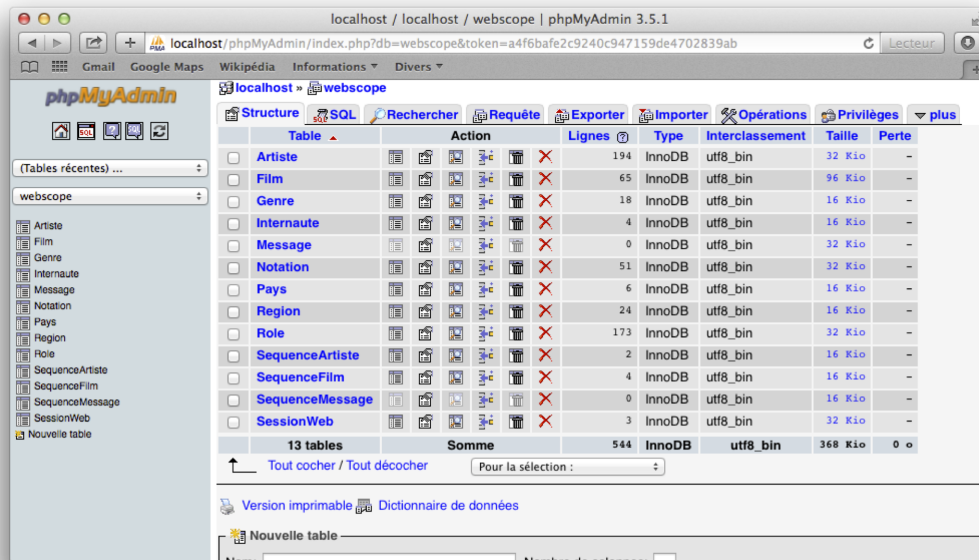 localhost / localhost / webscope | phpMyAdmin 3.5.1
localhost/phpMyAdmin/index.php?db=webscope&token=a4f6bafe2c9240c947159de4702839ab
Lecteur
Gmail Google Maps Wikipédia Informations Divers
phpMyAdmin
(Tables récentes) ...
webscope
Artiste
Film
Genre
Internaute
Message
Notation
Pays
Region
Role
SequenceArtiste
SequenceFilm
SequenceMessage
SessionWeb
Nouvelle table
localhost » webscope
Structure SQL Rechercher Requête Exporter Importer Opérations Privilèges plus
Table Action Lignes Type Interclassement Taille Perte
Artiste 194 InnoDB utf8_bin 32 Kio -
Film 65 InnoDB utf8_bin 96 Kio -
Genre 18 InnoDB utf8_bin 16 Kio -
Internaute 4 InnoDB utf8_bin 16 Kio -
Message 0 InnoDB utf8_bin 32 Kio -
Notation 51 InnoDB utf8_bin 32 Kio -
Pays 6 InnoDB utf8_bin 16 Kio -
Region 24 InnoDB utf8_bin 16 Kio -
Role 173 InnoDB utf8_bin 32 Kio -
SequenceArtiste 2 InnoDB utf8_bin 16 Kio -
SequenceFilm 4 InnoDB utf8_bin 16 Kio -
SequenceMessage 0 InnoDB utf8_bin 16 Kio -
SessionWeb 3 InnoDB utf8_bin 32 Kio -
13 tables Somme 544 InnoDB utf8_bin 368 Kio 0 o
Tout cocher / Tout décocher Pour la sélection :
Version imprimable Dictionnaire de données
Nouvelle table